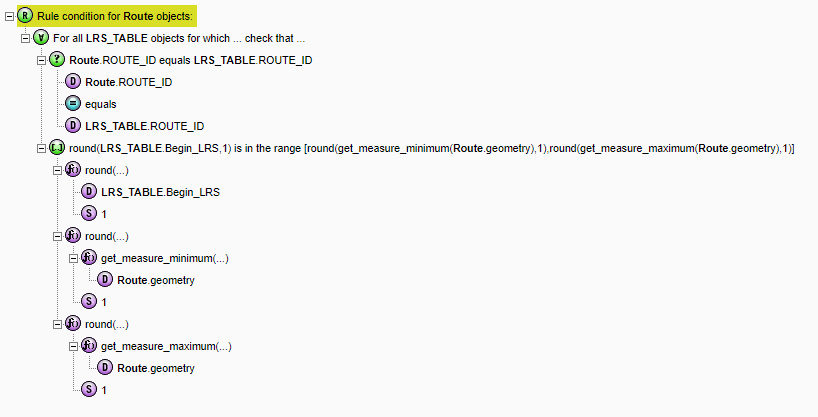 R Rule condition for Route objects:
∀ For all LRS_TABLE objects for which ... check that ...
? Route.ROUTE_ID equals LRS_TABLE.ROUTE_ID
D Route.ROUTE_ID
= equals
D LRS_TABLE.ROUTE_ID
[..] round(LRS_TABLE.Begin_LRS,1) is in the range [round(get_measure_minimum(Route.geometry),1),round(get_measure_maximum(Route.geometry),1)]
f() round(...)
D LRS_TABLE.Begin_LRS
S 1
f() round(...)
f() get_measure_minimum(...)
D Route.geometry
S 1
f() round(...)
f() get_measure_maximum(...)
D Route.geometry
S 1